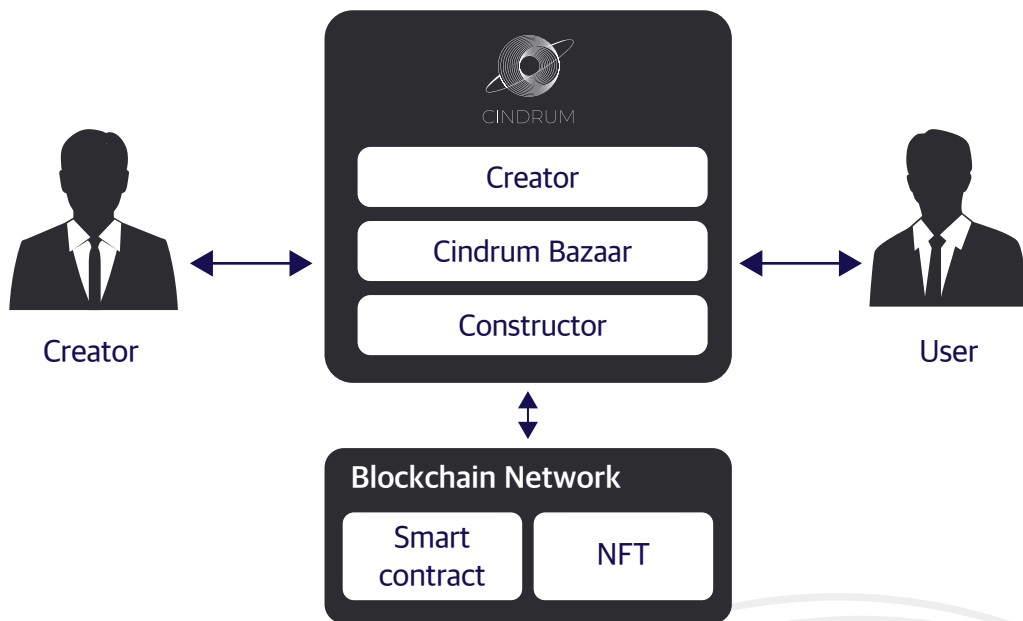 CINDRUM
Creator
Cindrum Bazaar
Constructor
Creator
User
Blockchain Network
Smart
contract
NFT